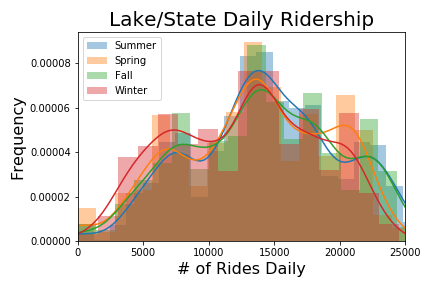 Lake/State Daily Ridership
Summer
Spring
Fall
Winter
Frequency
0.00008
0.00006
0.00004
0.00002
0.00000
0
5000
10000
15000
20000
25000
# of Rides Daily